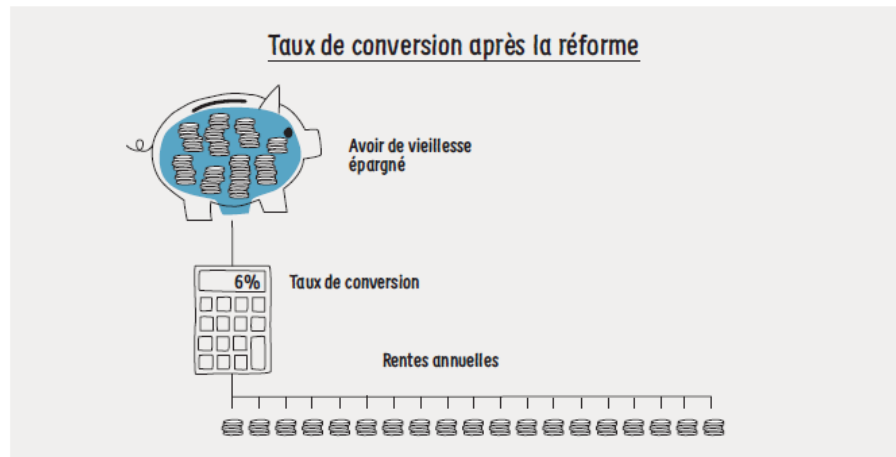 Taux de conversion après la réforme
Avoir de vieillesse
épargné
6%
Taux de conversion
Rentes annuelles